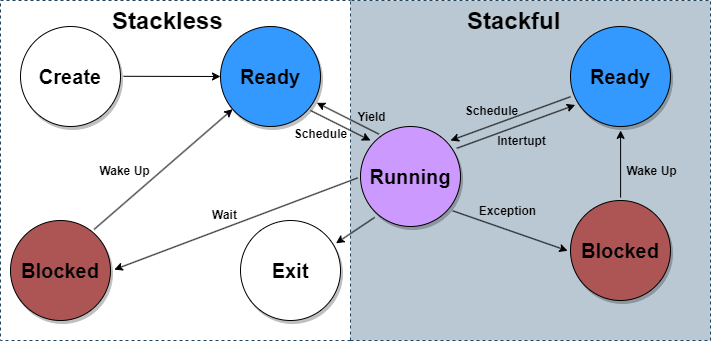 Stackless
Stackful
Create
Ready
Ready
Yield
Schedule
Schedule
Intertupt
Running
Wake Up
Wake Up
Wait
Exception
Blocked
Exit
Blocked